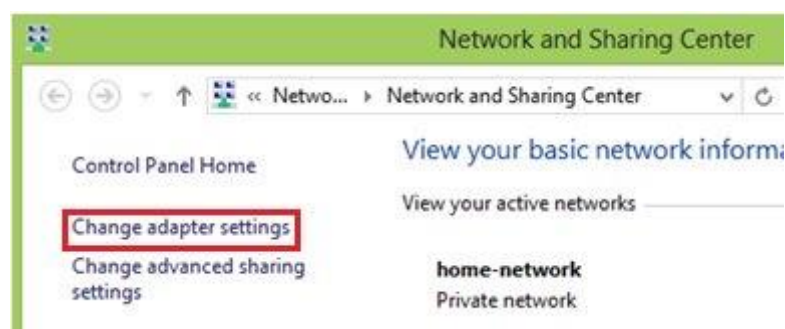 Network and Sharing Center
« Netwo... Network and Sharing Center
Control Panel Home
Change adapter settings
Change advanced sharing
settings
View your basic network
View your active networks
home-network
Private network